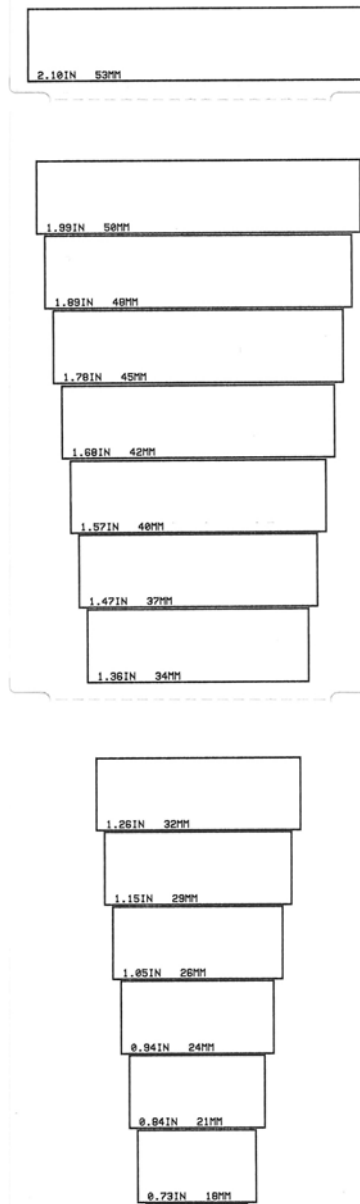 2.10IN 53MM
1.99IN 50MM
1.89IN 48MM
1.78IN 45MM
1.68IN 42MM
1.57IN 40MM
1.47IN 37MM
1.36IN 34MM
1.26IN 32MM
1.15IN 29MM
1.05IN 26MM
0.94IN 24MM
0.84IN 21MM
0.73IN 18MM